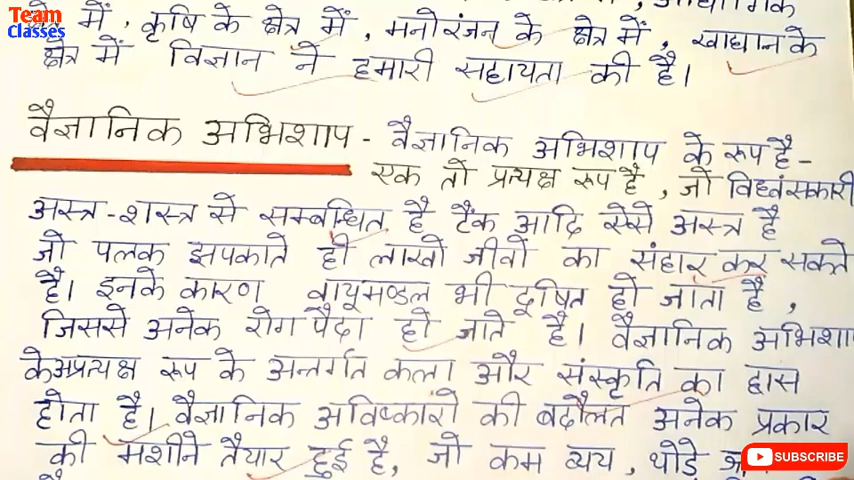 Team
Classes
क्षेत्र में, कृषि के क्षेत्र में, मनोरंजन के क्षेत्र में, खाद्यान के
क्षेत्र में विज्ञान ने हमारी सहायता की है।
वैज्ञानिक अभिशाप - वैज्ञानिक अभिशाप के रूप है-
एक तो प्रत्यक्ष रूप है, जो विध्वंसकारी
अस्त्र-शस्त्र से सम्बन्धित है टैंक आदि ऐसे अस्त्र है
जो पलक झपकाते ही लाखो जीवों का संहार कर सकते
है। इनके कारण वायुमण्डल भी दूषित हो जाता है,
जिससे अनेक रोग पैदा हो जाते है। वैज्ञानिक अभिशा
के अप्रत्यक्ष रूप के अन्तर्गत कला और संस्कृति का ह्रास
होता है। वैज्ञानिक अविष्कारो की बदौलत अनेक प्रकार
की मशीने तैयार हुई है, जो कम व्यय, थोडे
SUBSCRIBE